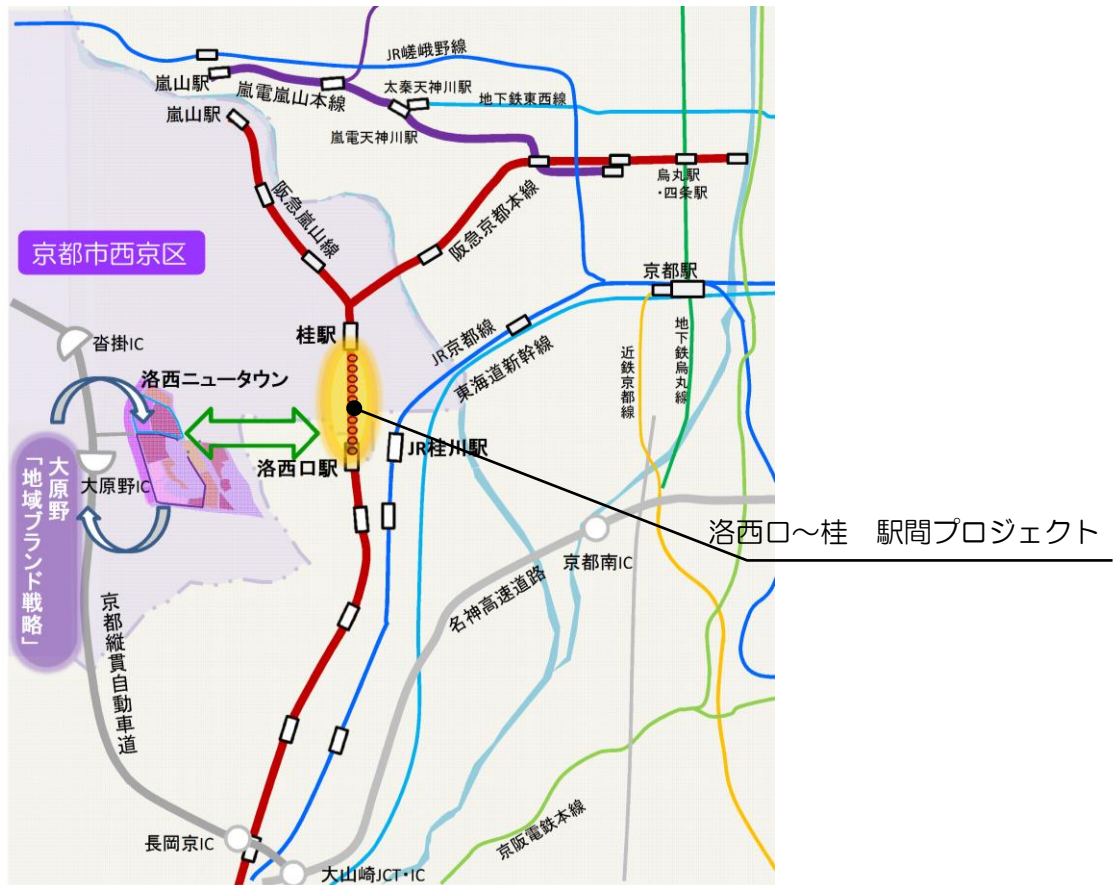 JR嵯峨野線
嵐山駅
嵐電嵐山本線
太秦天神川駅
地下鉄東西線
嵐山駅
嵐電天神川駅
烏丸駅
・四条駅
阪急嵐山線
阪急京都本線
京都市西京区
京都駅
桂駅
JR京都線
東海道新幹線
地下鉄烏丸線
近鉄京都線
沓掛IC
洛西ニュータウン
JR桂川駅
洛西口駅
大原野IC
大原野
「地域ブランド戦略」
洛西口～桂　駅間プロジェクト
京都南IC
名神高速道路
京都縦貫自動車道
京阪電鉄本線
長岡京IC
大山崎JCT・IC